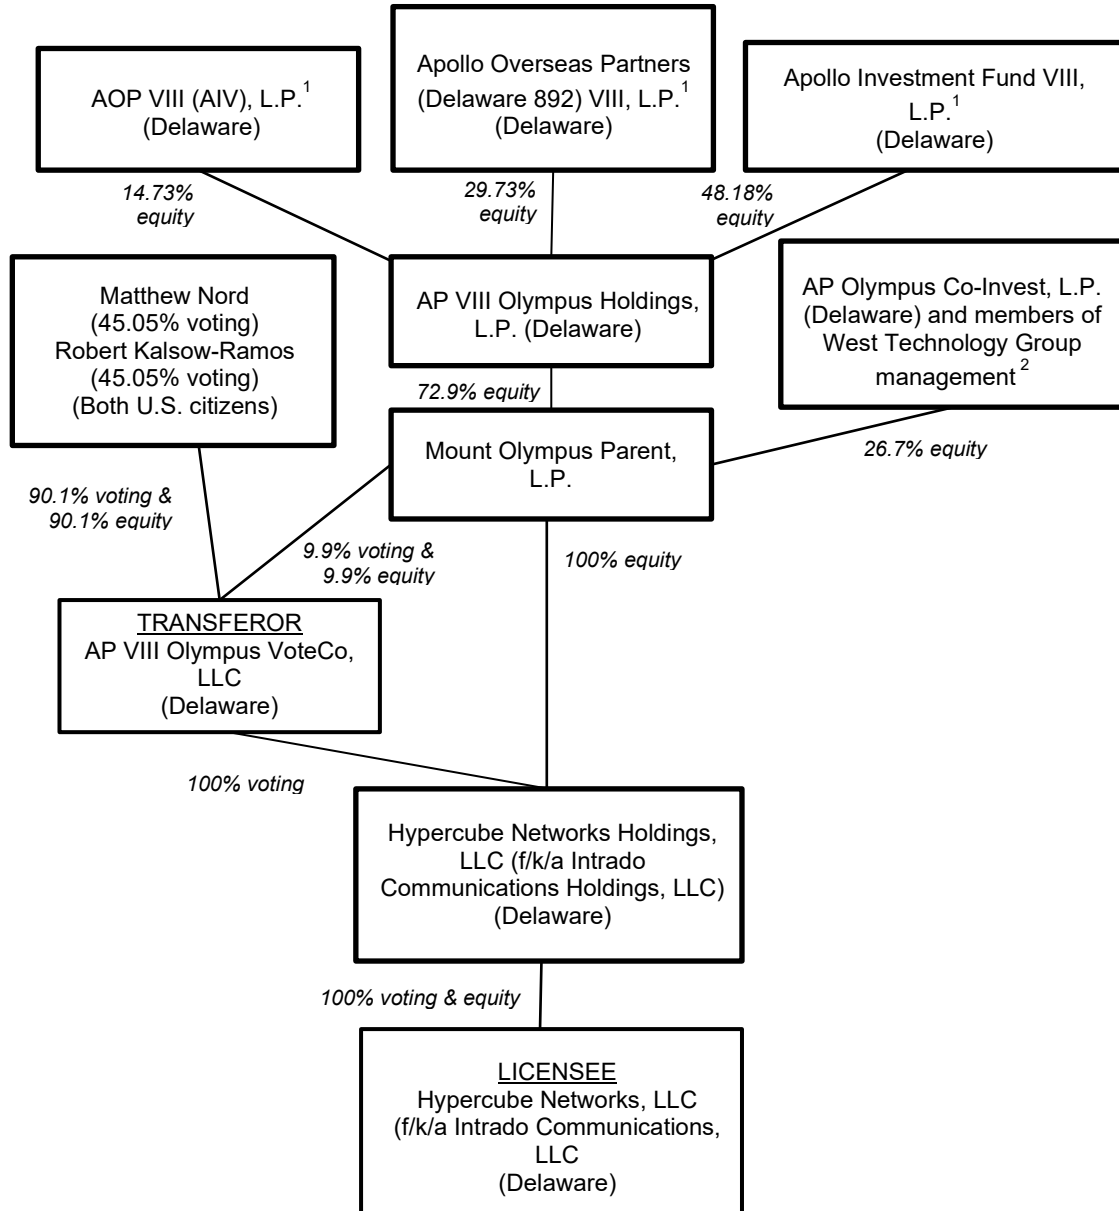 AOP VIII (AIV), L.P.1
(Delaware)
Apollo Overseas Partners
(Delaware 892) VIII, L.P.1
(Delaware)
Apollo Investment Fund VIII,
L.P.1
(Delaware)
14.73%
equity
29.73%
equity
48.18%
equity
Matthew Nord
(45.05% voting)
Robert Kalsow-Ramos
(45.05% voting)
(Both U.S. citizens)
AP VIII Olympus Holdings,
L.P. (Delaware)
AP Olympus Co-Invest, L.P.
(Delaware) and members of
West Technology Group
management 2
72.9% equity
Mount Olympus Parent,
L.P.
26.7% equity
90.1% voting &
90.1% equity
9.9% voting &
9.9% equity
100% equity
TRANSFEROR
AP VIII Olympus VoteCo,
LLC
(Delaware)
100% voting
Hypercube Networks Holdings,
LLC (f/k/a Intrado
Communications Holdings, LLC)
(Delaware)
100% voting & equity
LICENSEE
Hypercube Networks, LLC
(f/k/a Intrado Communications,
LLC
(Delaware)